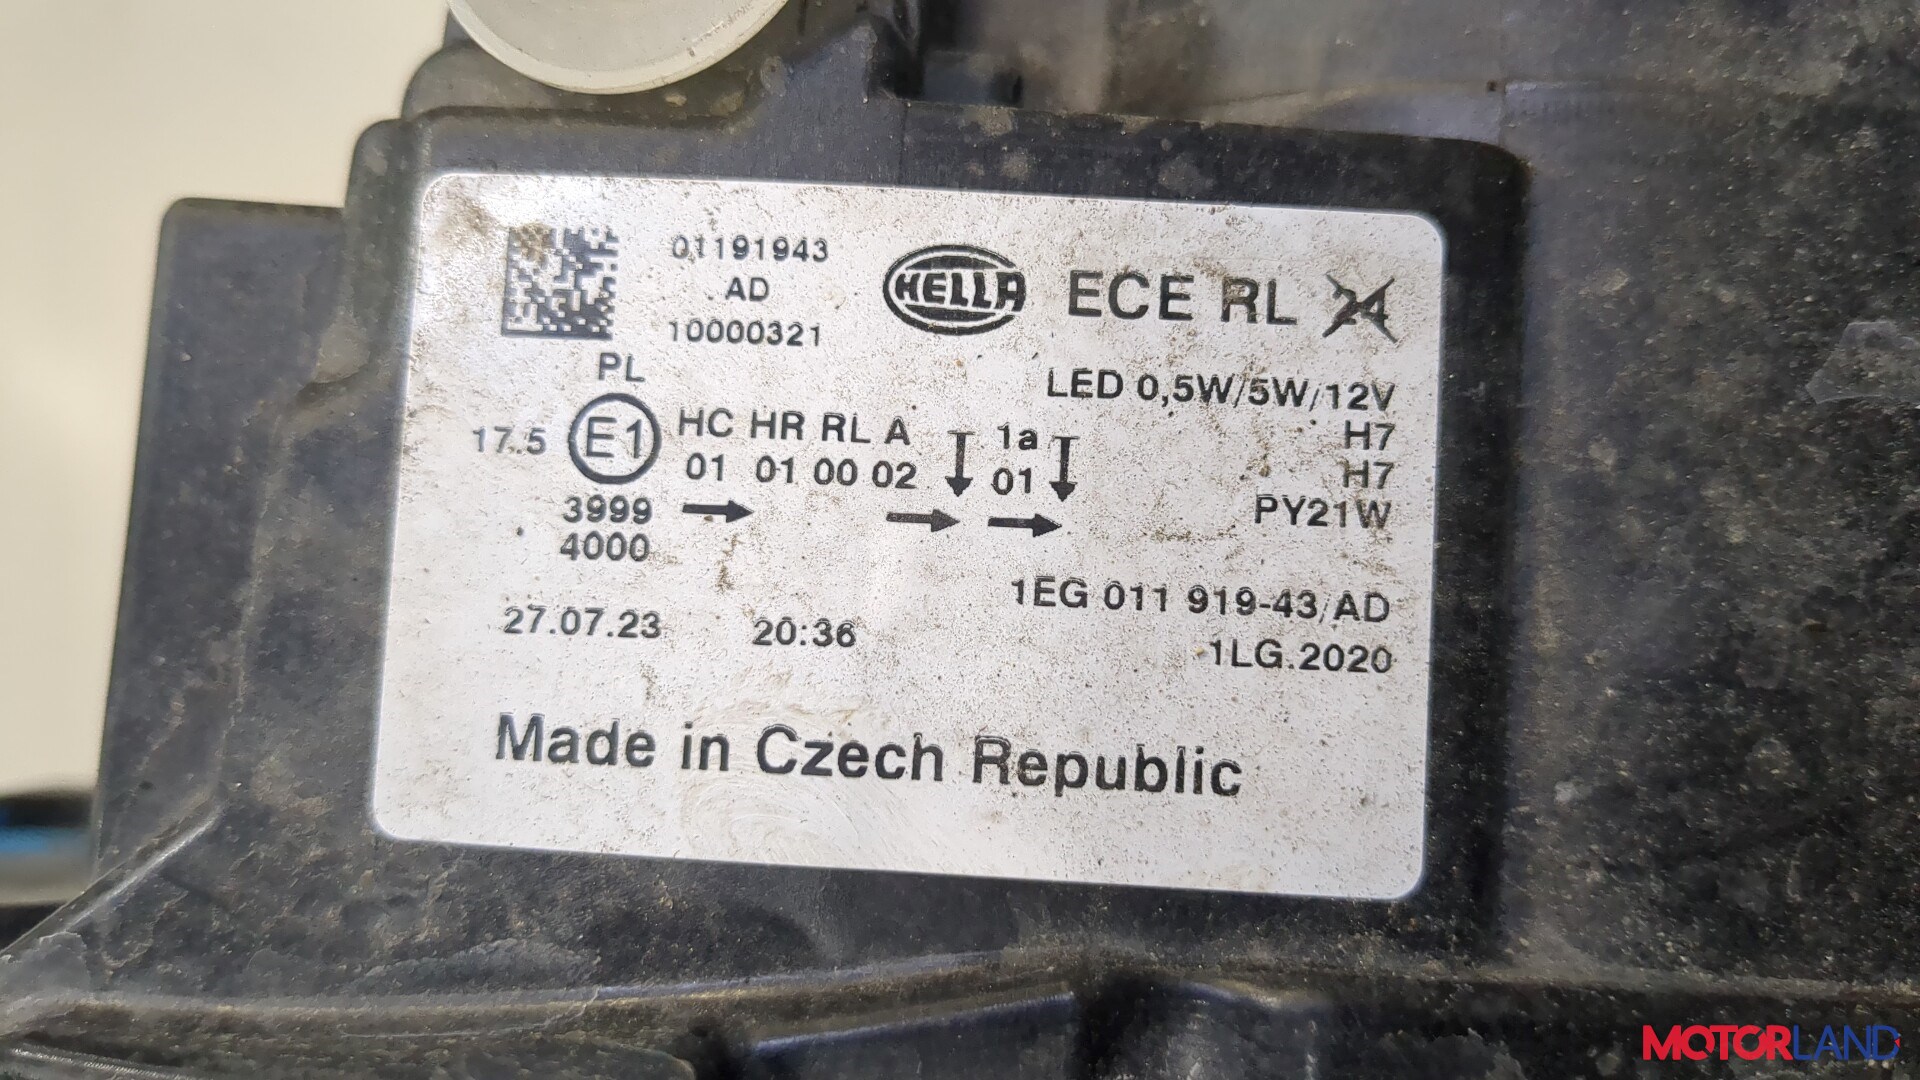 01191943
AD
10000321
HELLA
ECE RL 24
PL
LED 0,5W/5W/12V
17.5 E1 HC HR RL A 1a H7
01 01 00 02 01 H7
3999 PY21W
4000
1EG 011 919-43/AD
27.07.23 20:36
1LG.2020
Made in Czech Republic
MOTORLAND